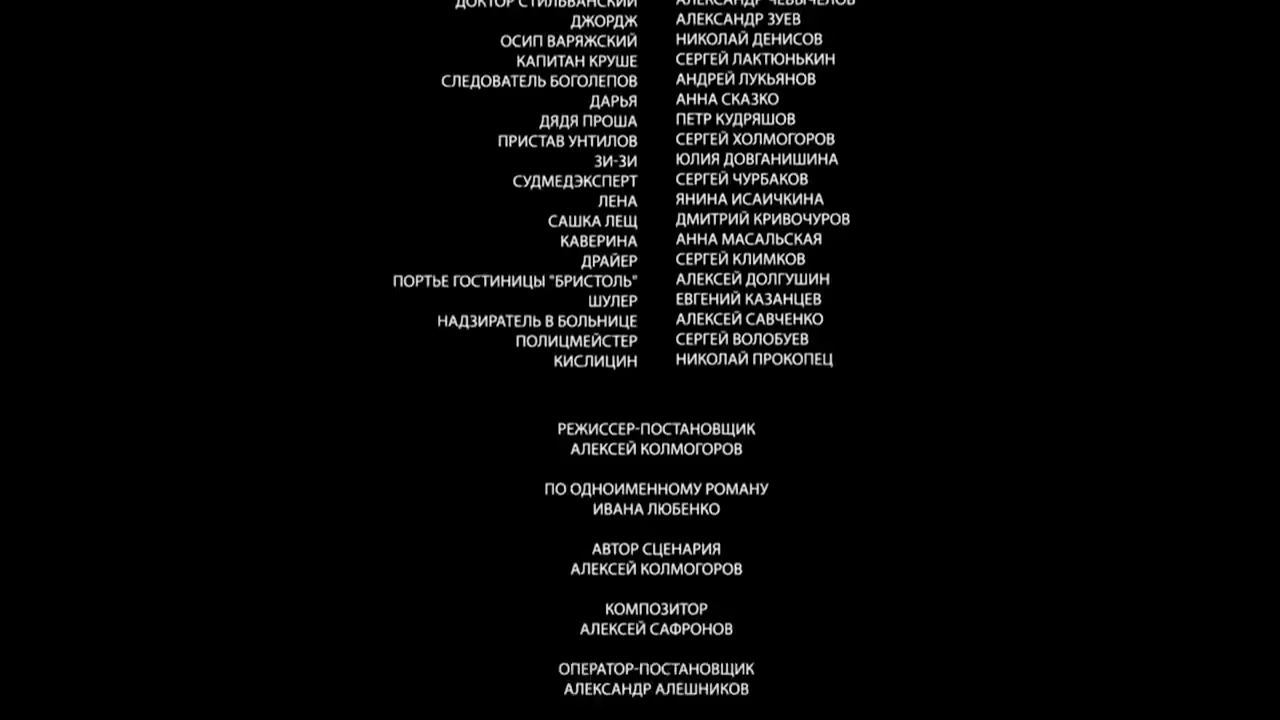 ДОКТОР СТИЛЬВАНСКИЙ АЛЕКСАНДР ЧЕВЫЧЕЛОВ
ДЖОРДЖ АЛЕКСАНДР ЗУЕВ
ОСИП ВАРЯЖСКИЙ НИКОЛАЙ ДЕНИСОВ
КАПИТАН КРУШЕ СЕРГЕЙ ЛАКТЮНЬКИН
СЛЕДОВАТЕЛЬ БОГОЛЕПОВ АНДРЕЙ ЛУКЬЯНОВ
ДАРЬЯ АННА СКАЗКО
ДЯДЯ ПРОША ПЕТР КУДРЯШОВ
ПРИСТАВ УНТИЛОВ СЕРГЕЙ ХОЛМОГОРОВ
ЗИ-ЗИ ЮЛИЯ ДОВГАНИШИНА
СУДМЕДЭКСПЕРТ СЕРГЕЙ ЧУРБАКОВ
ЛЕНА ЯНИНА ИСАИЧКИНА
САШКА ЛЕЩ ДМИТРИЙ КРИВОЧУРОВ
КАВЕРИНА АННА МАСАЛЬСКАЯ
ДРАЙЕР СЕРГЕЙ КЛИМКОВ
ПОРТЬЕ ГОСТИНИЦЫ "БРИСТОЛЬ" АЛЕКСЕЙ ДОЛГУШИН
ШУЛЕР ЕВГЕНИЙ КАЗАНЦЕВ
НАДЗИРАТЕЛЬ В БОЛЬНИЦЕ АЛЕКСЕЙ САВЧЕНКО
ПОЛИЦМЕЙСТЕР СЕРГЕЙ ВОЛОБУЕВ
КИСЛИЦИН НИКОЛАЙ ПРОКОПЕЦ
РЕЖИССЕР-ПОСТАНОВЩИК
АЛЕКСЕЙ КОЛМОГОРОВ
ПО ОДНОИМЕННОМУ РОМАНУ
ИВАНА ЛЮБЕНКО
АВТОР СЦЕНАРИЯ
АЛЕКСЕЙ КОЛМОГОРОВ
КОМПОЗИТОР
АЛЕКСЕЙ САФРОНОВ
ОПЕРАТОР-ПОСТАНОВЩИК
АЛЕКСАНДР АЛЕШНИКОВ